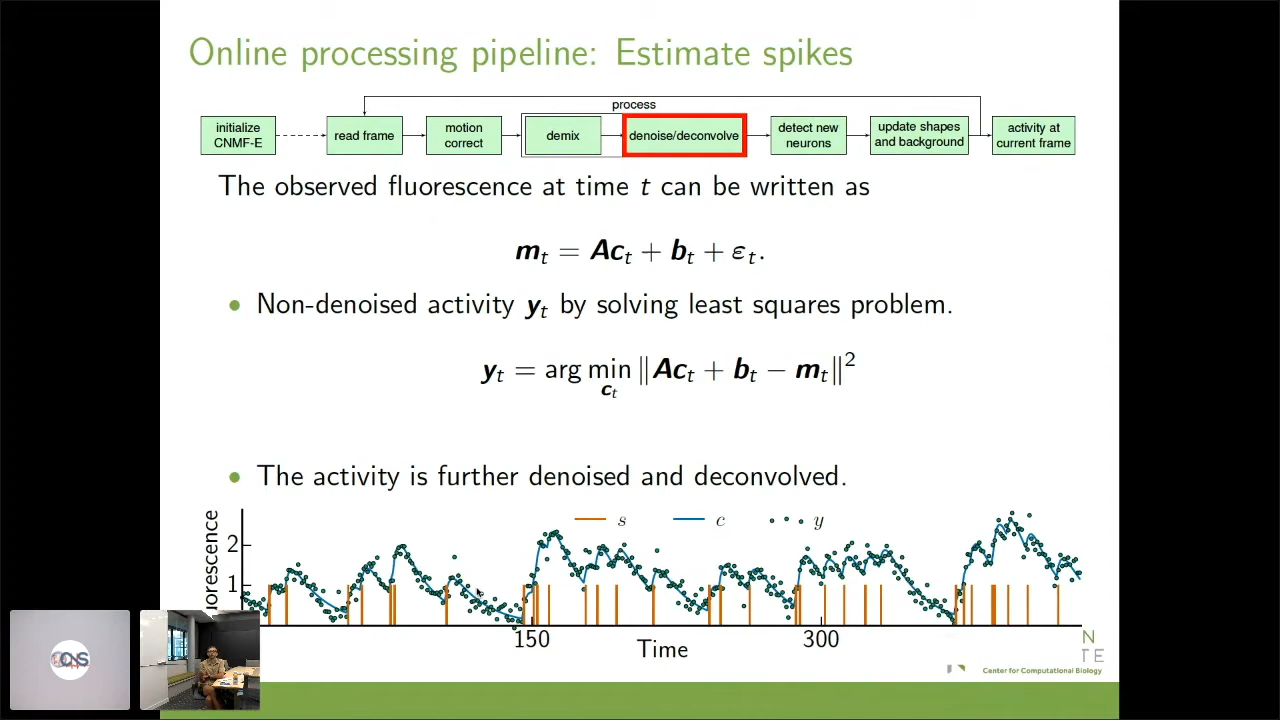 Online processing pipeline: Estimate spikes
process
initialize CNMF-E
read frame
motion correct
demix
denoise/deconvolve
detect new neurons
update shapes and background
activity at current frame
The observed fluorescence at time t can be written as
m_t = Ac_t + b_t + ε_t.
• Non-denoised activity y_t by solving least squares problem.
y_t = arg min_{c_t} ‖Ac_t + b_t − m_t‖²
• The activity is further denoised and deconvolved.
s c y
uorescence
2
1
150 300
Time
N
TE
Center for Computational Biology